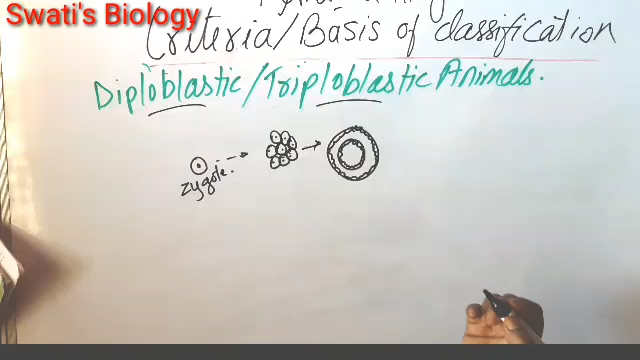 Swati's Biology
Criteria/Basis of classification
Diploblastic/Triploblastic Animals.
zygote.